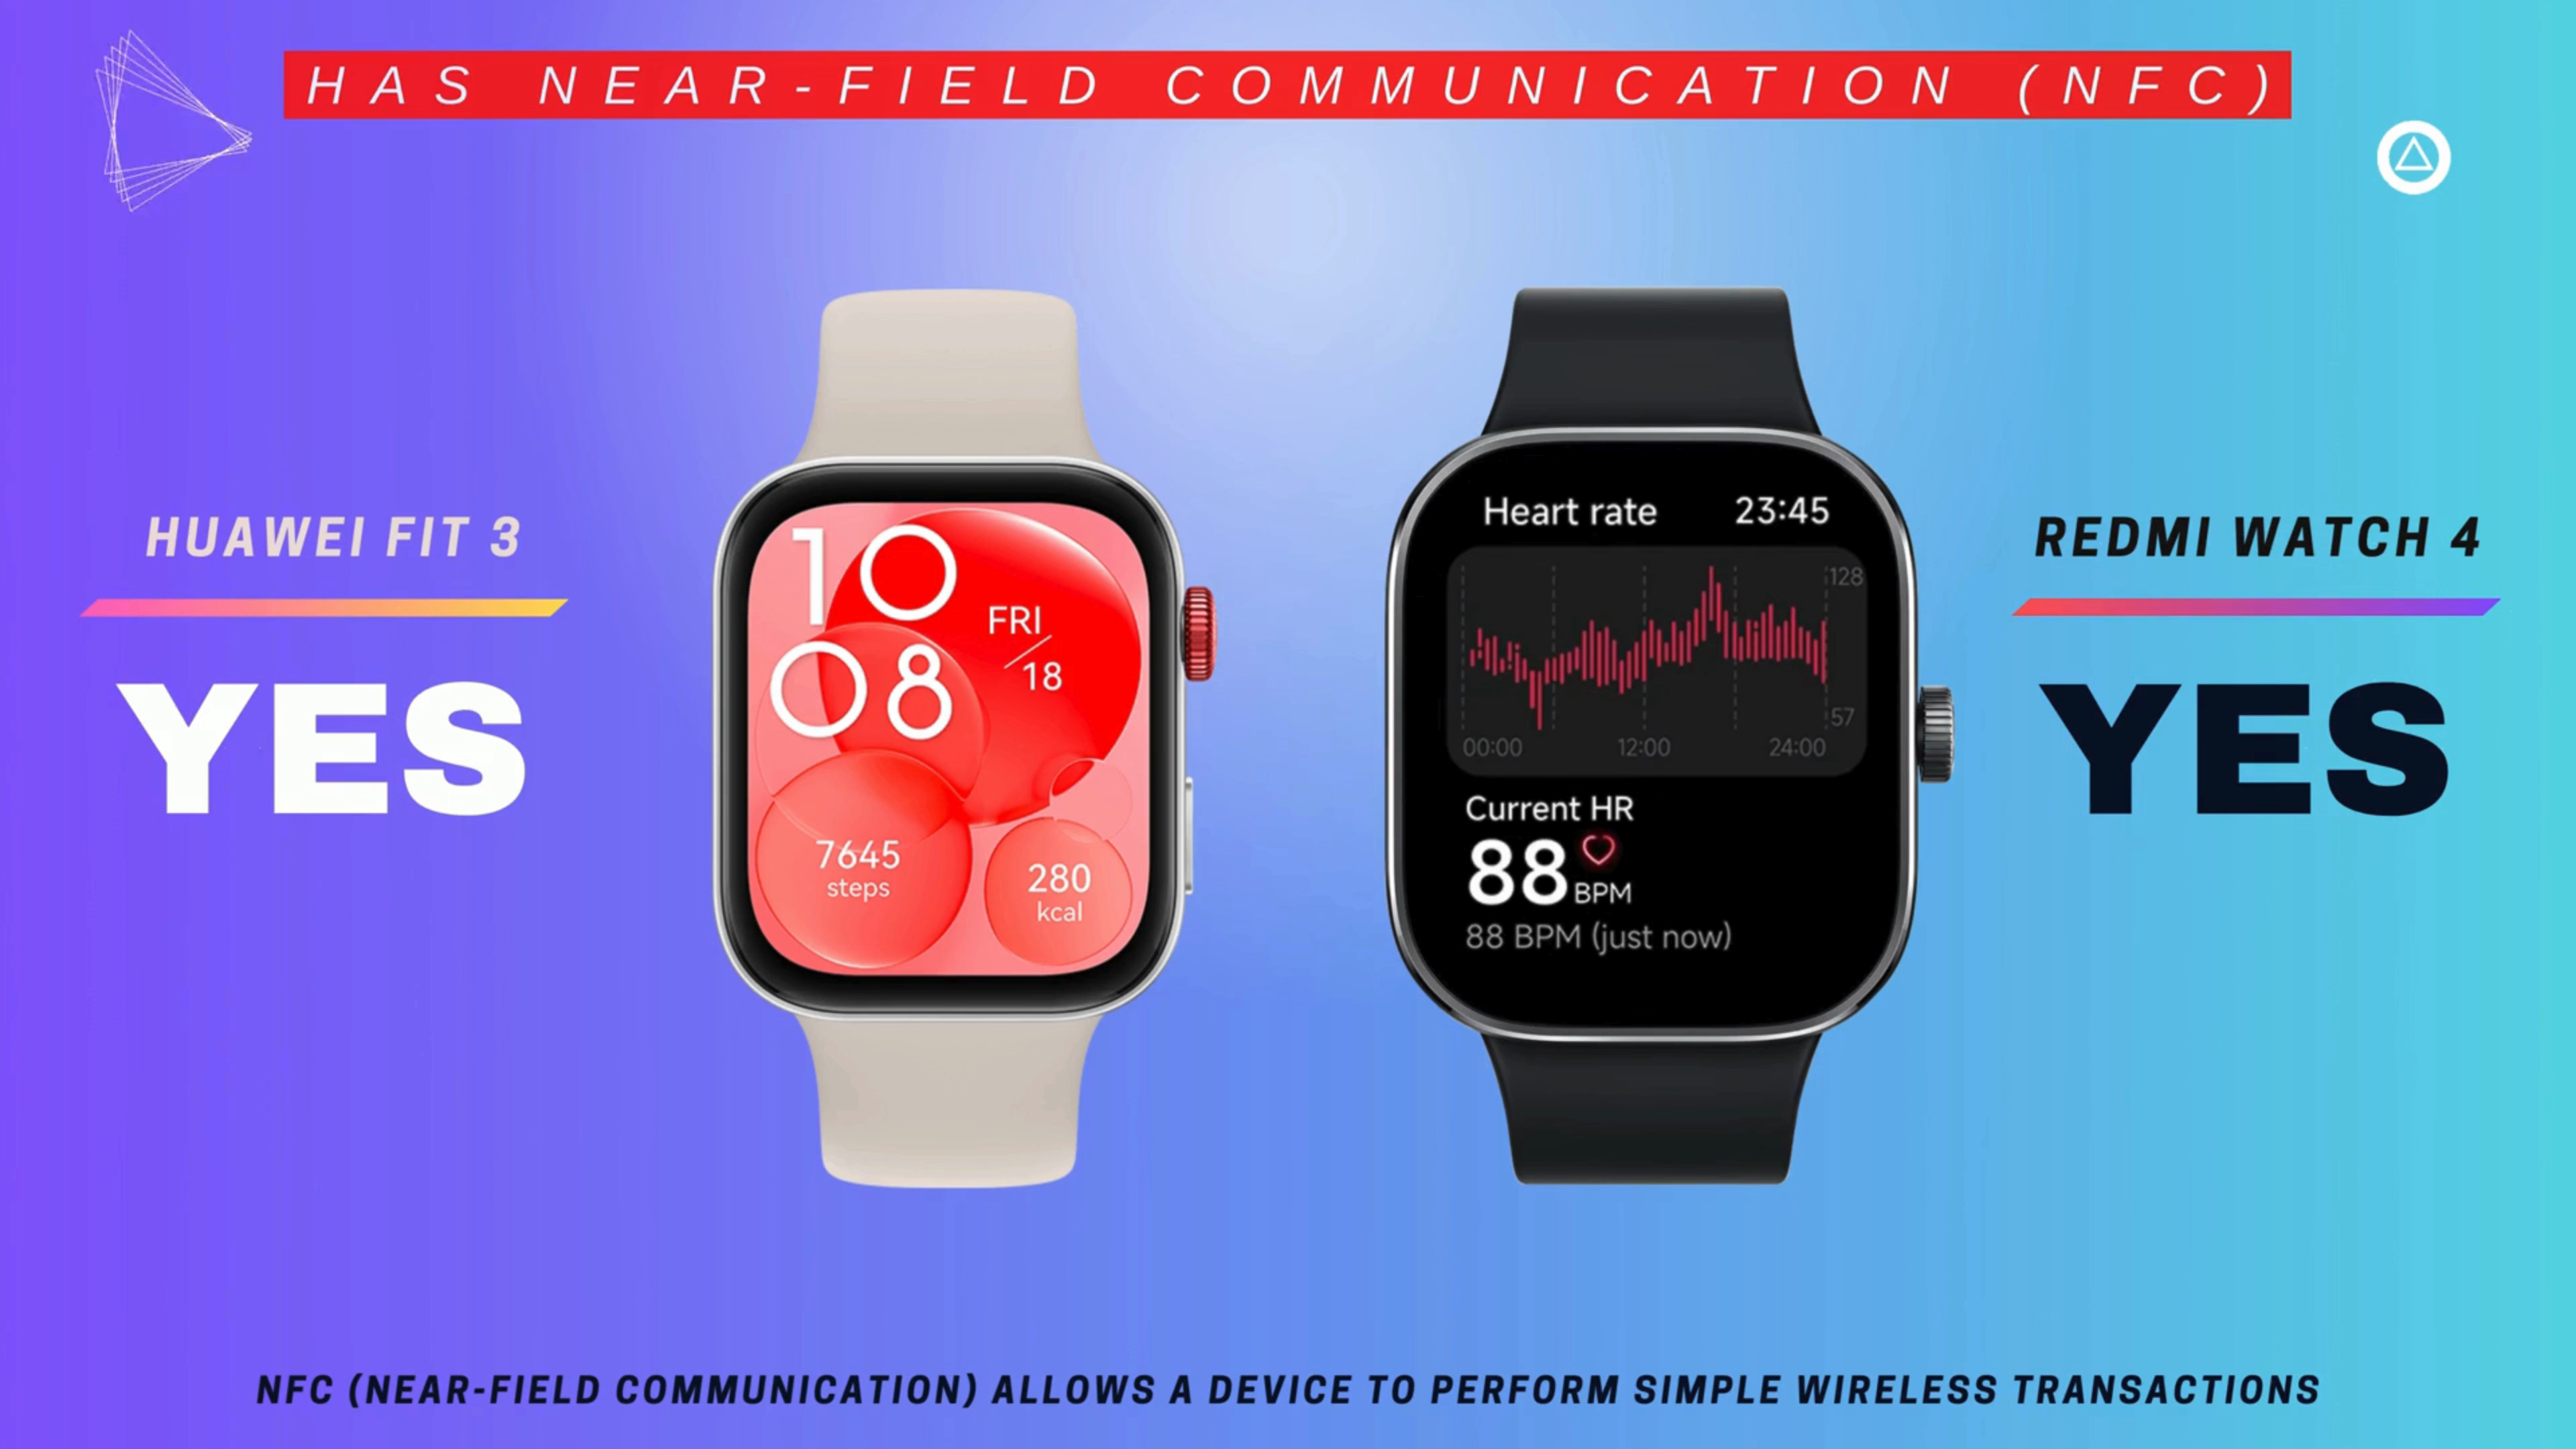 HAS NEAR-FIELD COMMUNICATION (NFC)
HUAWEI FIT 3
YES
10
08
FRI
18
7645
steps
280
kcal
Heart rate 23:45
128
57
00:00 12:00 24:00
Current HR
88 BPM
88 BPM (just now)
REDMI WATCH 4
YES
NFC (NEAR-FIELD COMMUNICATION) ALLOWS A DEVICE TO PERFORM SIMPLE WIRELESS TRANSACTIONS